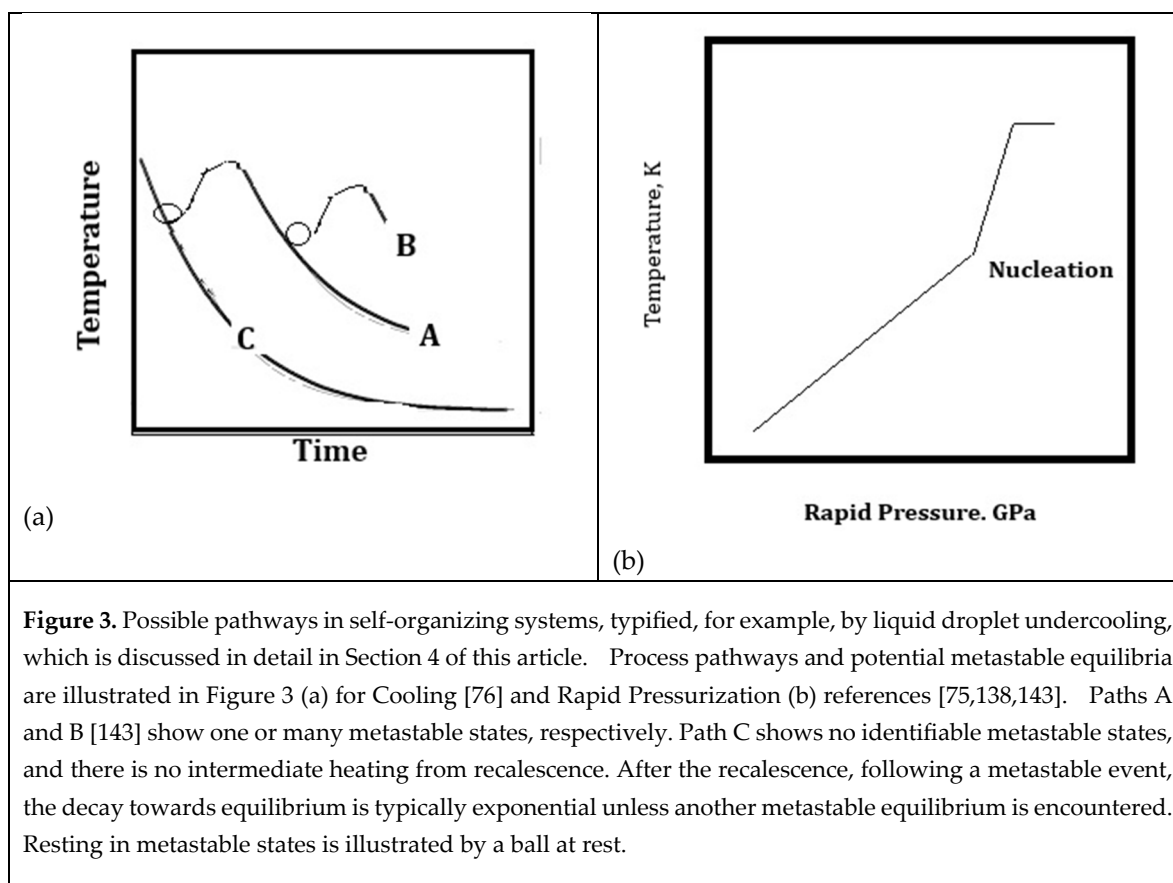 Temperature
B
A
C
Time
(a)
Temperature, K
Nucleation
Rapid Pressure. GPa
(b)
Figure 3. Possible pathways in self-organizing systems, typified, for example, by liquid droplet undercooling,
which is discussed in detail in Section 4 of this article. Process pathways and potential metastable equilibria
are illustrated in Figure 3 (a) for Cooling [76] and Rapid Pressurization (b) references [75,138,143]. Paths A
and B [143] show one or many metastable states, respectively. Path C shows no identifiable metastable states,
and there is no intermediate heating from recalescence. After the recalescence, following a metastable event,
the decay towards equilibrium is typically exponential unless another metastable equilibrium is encountered.
Resting in metastable states is illustrated by a ball at rest.